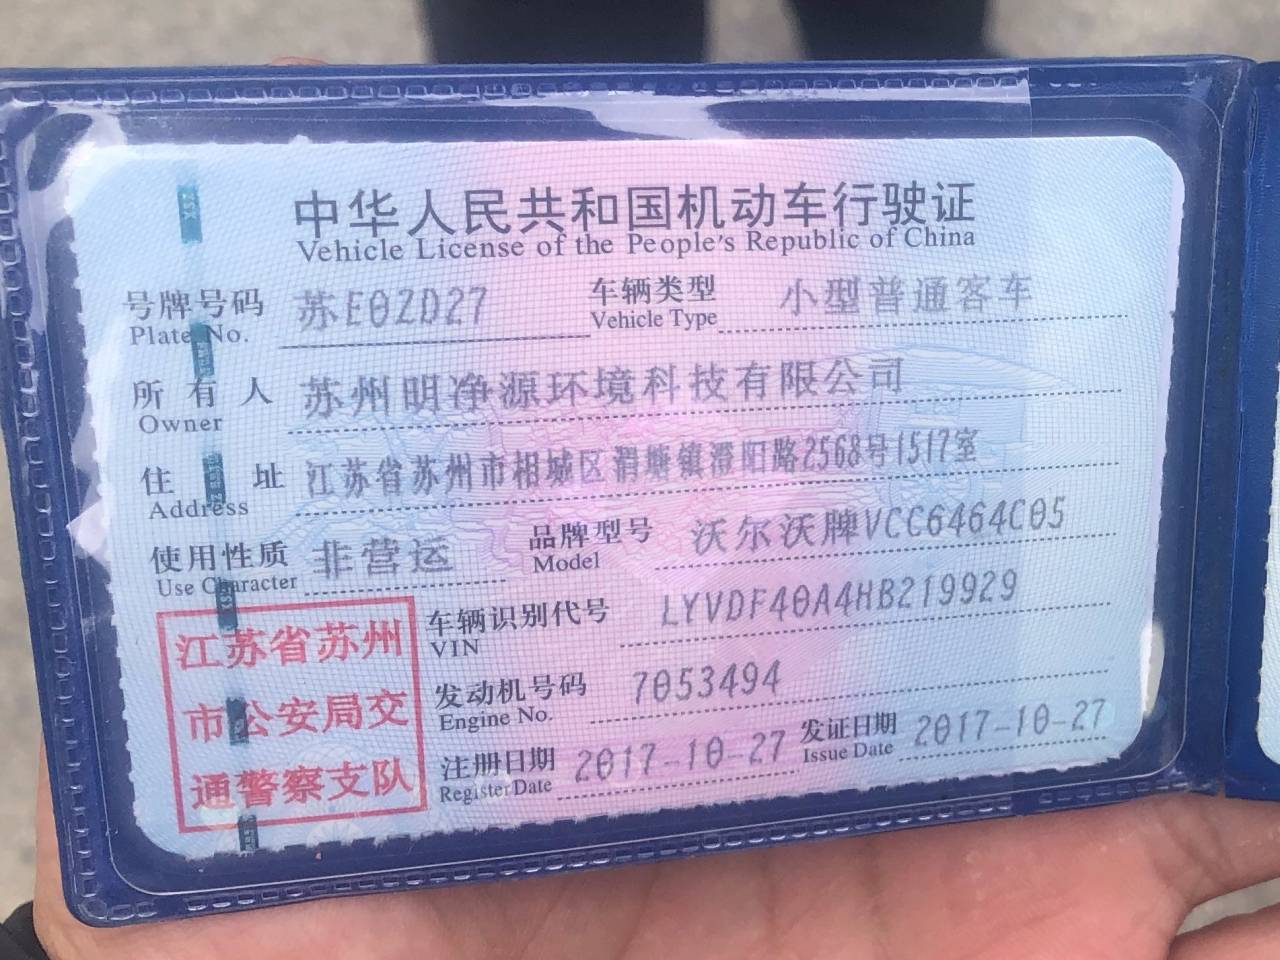 中华人民共和国机动车行驶证
Vehicle License of the People's Republic of China
号牌号码 苏E0ZD27 车辆类型 小型普通客车
Plate No. Vehicle Type
所有人 苏州明净源环境科技有限公司
Owner
住址 江苏省苏州市相城区渭塘镇澄阳路2568号1517室
Address
使用性质 非营运 品牌型号 沃尔沃牌VCC6464C05
Use Character Model
车辆识别代号 LYVDF40A4HB219929
VIN
发动机号码 7053494
Engine No.
注册日期 2017-10-27 发证日期 2017-10-27
Register Date Issue Date
江苏省苏州
市公安局交
通警察支队